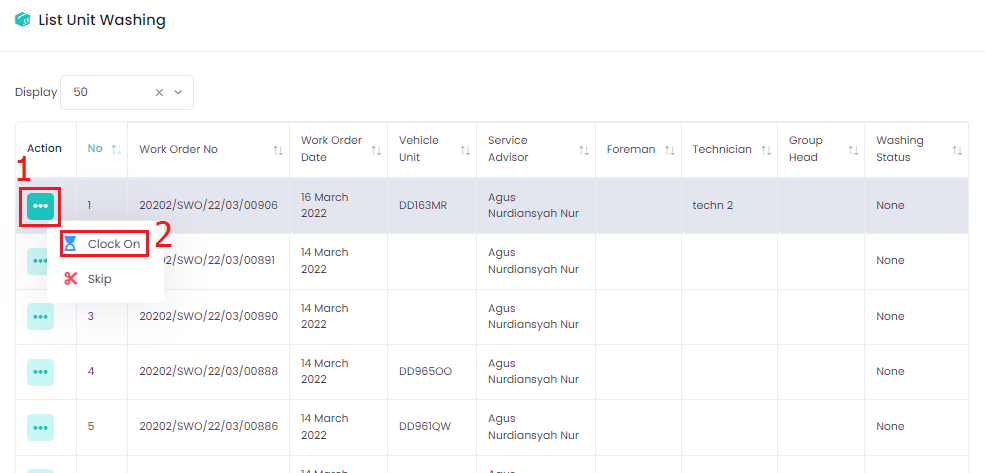 List Unit Washing
Display 50
Action No Work Order No Work Order Date Vehicle Unit Service Advisor Foreman Technician Group Head Washing Status
1
1 20202/SWO/22/03/00906 16 March 2022 DD163MR Agus Nurdiansyah Nur techn 2 None
Clock On 2
02/SWO/22/03/00891 14 March 2022 Agus Nurdiansyah Nur None
Skip
3 20202/SWO/22/03/00890 14 March 2022 Agus Nurdiansyah Nur None
4 20202/SWO/22/03/00888 14 March 2022 DD965OO Agus Nurdiansyah Nur None
5 20202/SWO/22/03/00886 14 March 2022 DD961QW Agus Nurdiansyah Nur None